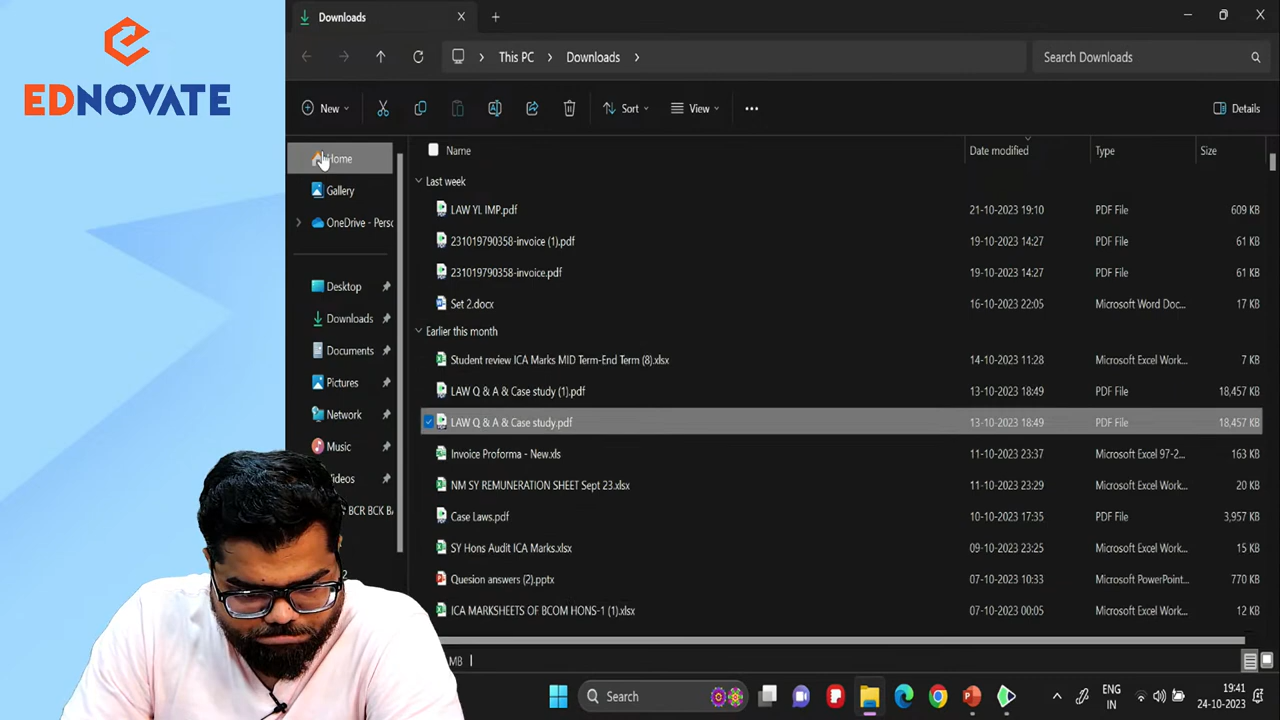 EDNOVATE
Downloads
This PC
Downloads
Search Downloads
New
Sort
View
Details
Home
Gallery
OneDrive - Perso
Desktop
Downloads
Documents
Pictures
Network
Music
Videos
BCR BCK BA
Name Date modified Type Size
Last week
LAW YL IMP.pdf 21-10-2023 19:10 PDF File 609 KB
231019790358-invoice (1).pdf 19-10-2023 14:27 PDF File 61 KB
231019790358-invoice.pdf 19-10-2023 14:27 PDF File 61 KB
Set 2.docx 16-10-2023 22:05 Microsoft Word Doc... 17 KB
Earlier this month
Student review ICA Marks MID Term-End Term (8).xlsx 14-10-2023 11:28 Microsoft Excel Work... 7 KB
LAW Q & A & Case study (1).pdf 13-10-2023 18:49 PDF File 18,457 KB
LAW Q & A & Case study.pdf 13-10-2023 18:49 PDF File 18,457 KB
Invoice Proforma - New.xls 11-10-2023 23:37 Microsoft Excel 97-2... 163 KB
NM SY REMUNERATION SHEET Sept 23.xlsx 11-10-2023 23:29 Microsoft Excel Work... 20 KB
Case Laws.pdf 10-10-2023 17:35 PDF File 3,957 KB
SY Hons Audit ICA Marks.xlsx 09-10-2023 23:25 Microsoft Excel Work... 15 KB
Quesion answers (2).pptx 07-10-2023 10:33 Microsoft PowerPoint... 770 KB
ICA MARKSHEETS OF BCOM HONS-1 (1).xlsx 07-10-2023 00:05 Microsoft Excel Work... 12 KB
MB
Search
ENG
IN
19:41
24-10-2023